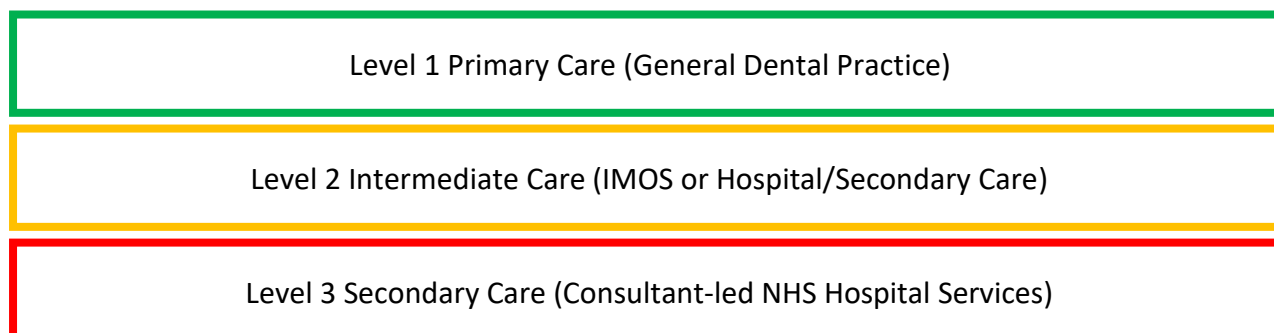 Level 1 Primary Care (General Dental Practice)
Level 2 Intermediate Care (IMOS or Hospital/Secondary Care)
Level 3 Secondary Care (Consultant-led NHS Hospital Services)